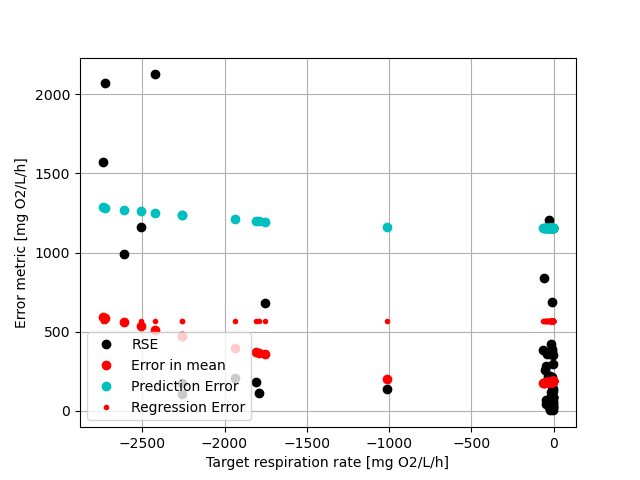 2000
1500
1000
500
0
Error metric [mg O2/L/h]
RSE
Error in mean
Prediction Error
Regression Error
−2500
−2000
−1500
−1000
−500
0
Target respiration rate [mg O2/L/h]